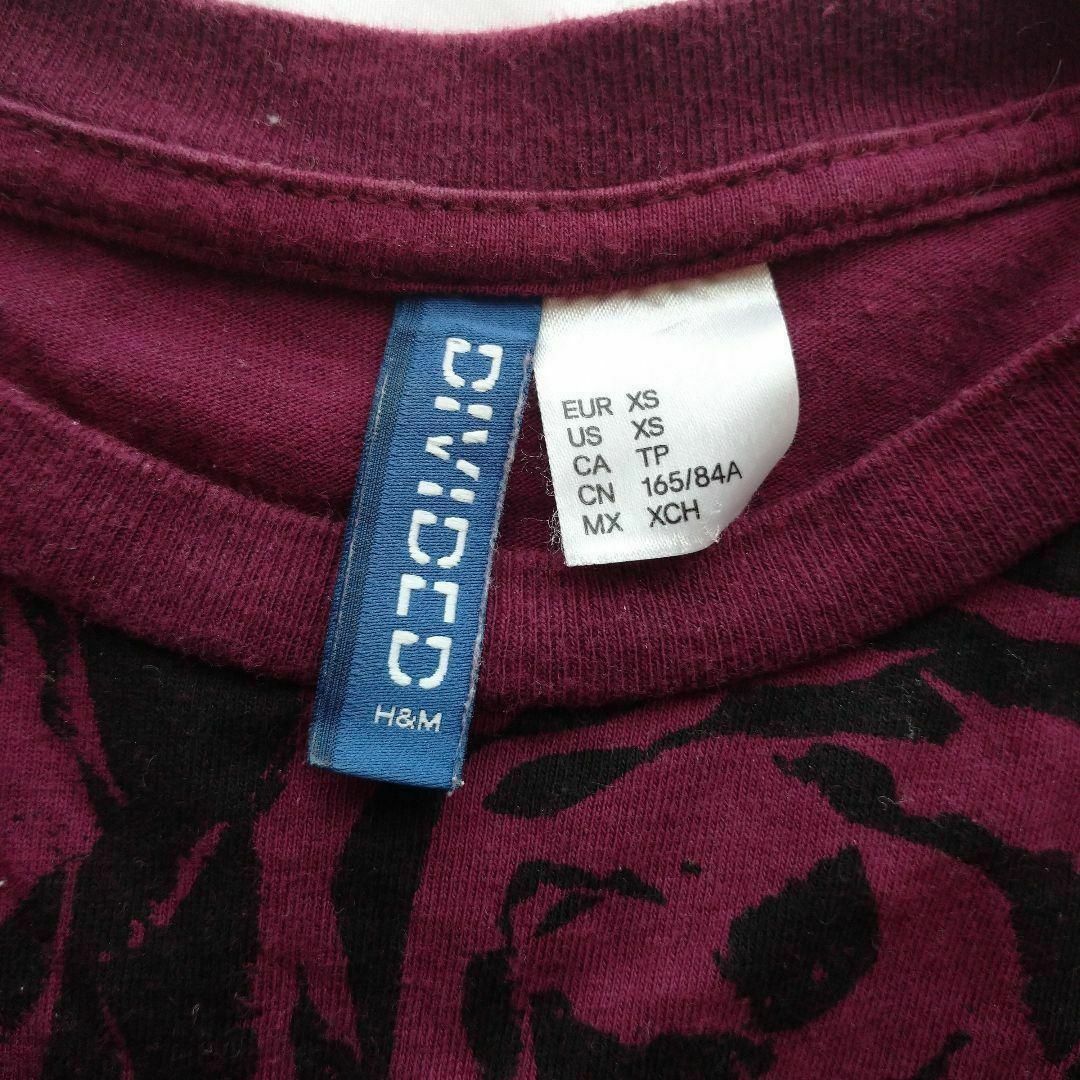 DIVIDED
H&M
EUR XS
US XS
CA TP
CN 165/84A
MX XCH